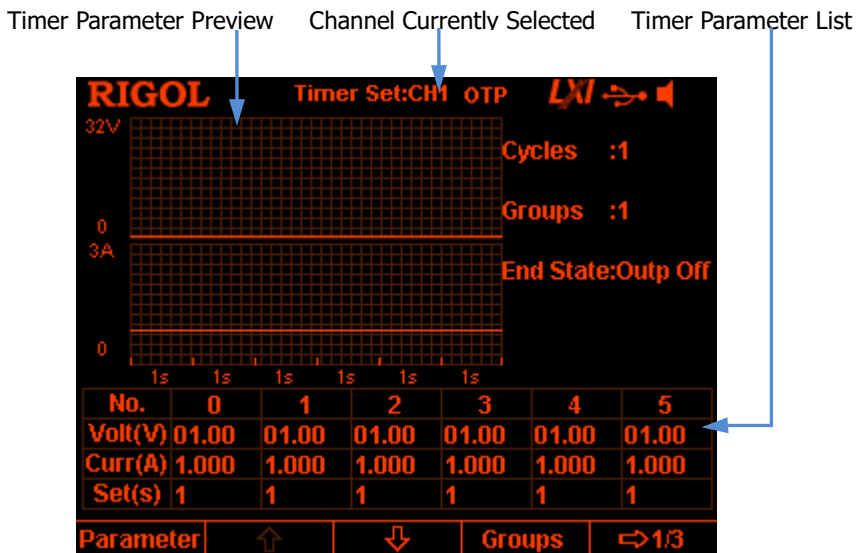 Timer Parameter Preview Channel Currently Selected Timer Parameter List
RIGOL Timer Set:CH1 OTP LXI
32V
0
3A
0
Cycles :1
Groups :1
End State:Outp Off
1s 1s 1s 1s 1s 1s
No. 0 1 2 3 4 5
Volt(V) 01.00 01.00 01.00 01.00 01.00 01.00
Curr(A) 1.000 1.000 1.000 1.000 1.000 1.000
Set(s) 1 1 1 1 1 1
Parameter Groups 1/3